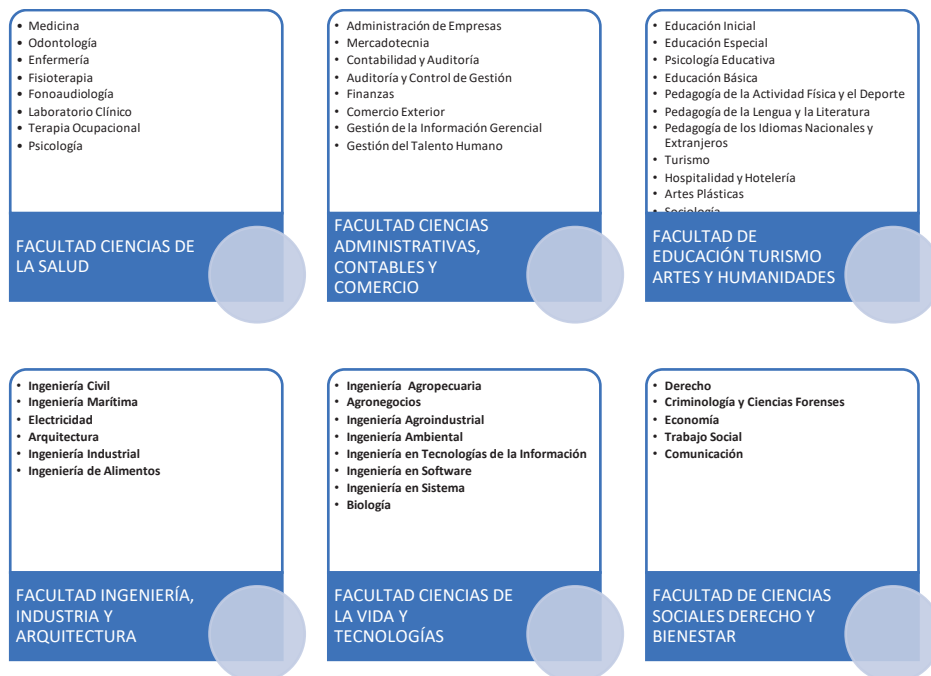 • Medicina
• Odontología
• Enfermería
• Fisioterapia
• Fonoaudiología
• Laboratorio Clínico
• Terapia Ocupacional
• Psicología
FACULTAD CIENCIAS DE
LA SALUD
• Administración de Empresas
• Mercadotecnia
• Contabilidad y Auditoría
• Auditoría y Control de Gestión
• Finanzas
• Comercio Exterior
• Gestión de la Información Gerencial
• Gestión del Talento Humano
FACULTAD CIENCIAS
ADMINISTRATIVAS,
CONTABLES Y
COMERCIO
• Educación Inicial
• Educación Especial
• Psicología Educativa
• Educación Básica
• Pedagogía de la Actividad Física y el Deporte
• Pedagogía de la Lengua y la Literatura
• Pedagogía de los Idiomas Nacionales y
Extranjeros
• Turismo
• Hospitalidad y Hotelería
• Artes Plásticas
• Sociología
FACULTAD DE
EDUCACIÓN TURISMO
ARTES Y HUMANIDADES
• Ingeniería Civil
• Ingeniería Marítima
• Electricidad
• Arquitectura
• Ingeniería Industrial
• Ingeniería de Alimentos
FACULTAD INGENIERÍA,
INDUSTRIA Y
ARQUITECTURA
• Ingeniería Agropecuaria
• Agronegocios
• Ingeniería Agroindustrial
• Ingeniería Ambiental
• Ingeniería en Tecnologías de la Información
• Ingeniería en Software
• Ingeniería en Sistema
• Biología
FACULTAD CIENCIAS DE
LA VIDA Y
TECNOLOGÍAS
• Derecho
• Criminología y Ciencias Forenses
• Economía
• Trabajo Social
• Comunicación
FACULTAD DE CIENCIAS
SOCIALES DERECHO Y
BIENESTAR